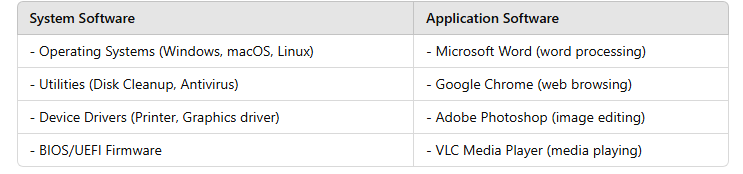 System Software Application Software
- Operating Systems (Windows, macOS, Linux) - Microsoft Word (word processing)
- Utilities (Disk Cleanup, Antivirus) - Google Chrome (web browsing)
- Device Drivers (Printer, Graphics driver) - Adobe Photoshop (image editing)
- BIOS/UEFI Firmware - VLC Media Player (media playing)